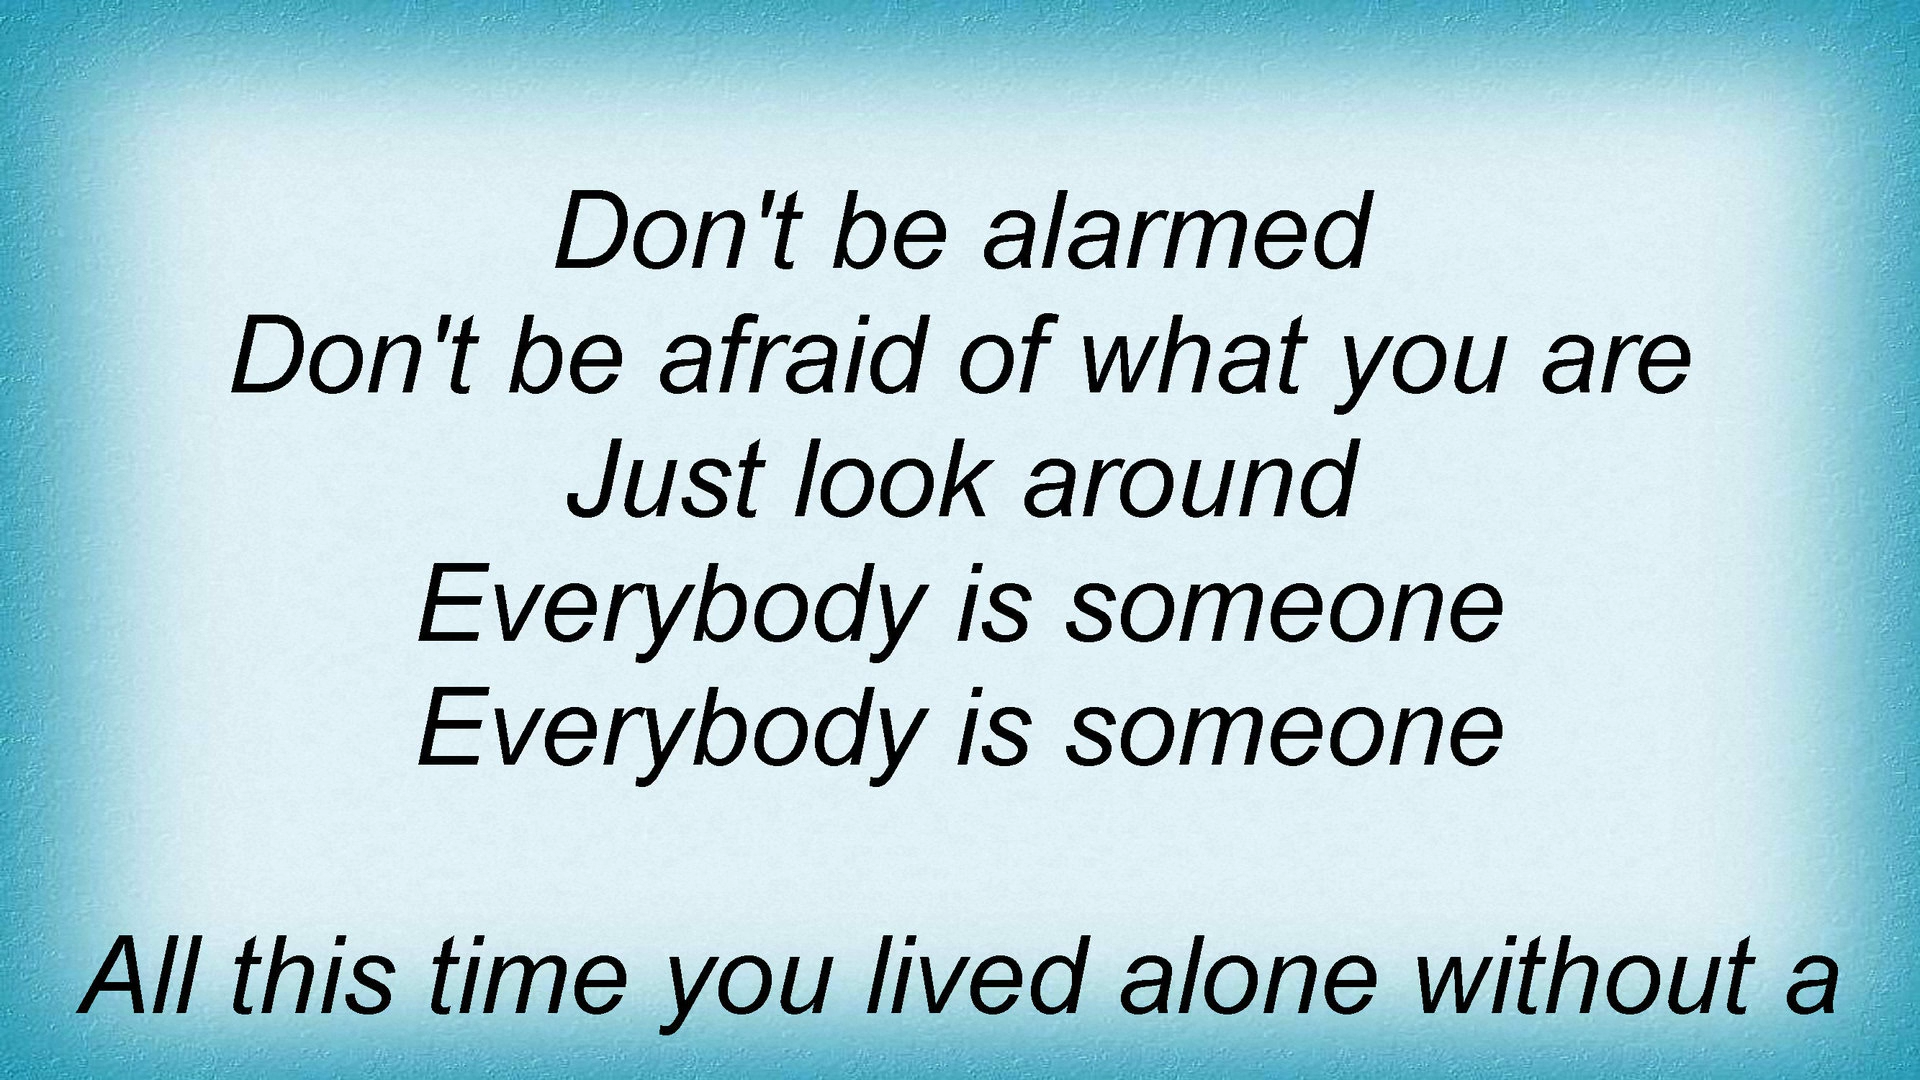 Don't be alarmed
Don't be afraid of what you are
Just look around
Everybody is someone
Everybody is someone
All this time you lived alone without a